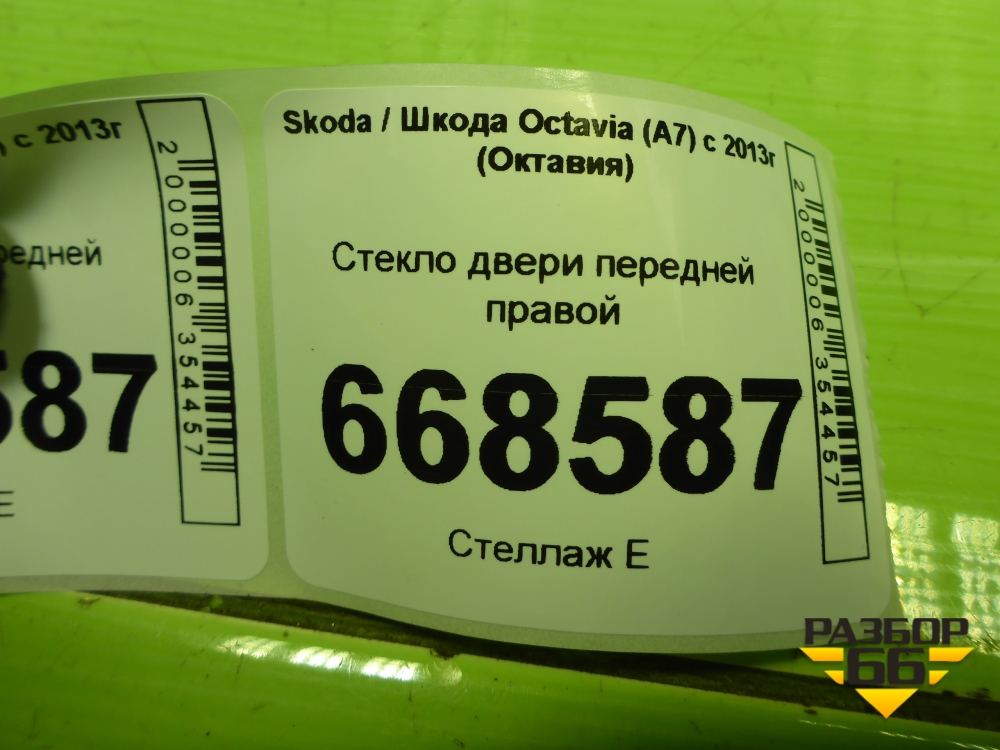 ) с 2013г
редней
587
E
2000006354457
Skoda / Шкода Octavia (A7) с 2013г
(Октавия)
Стекло двери передней
правой
668587
Стеллаж E
2000006354457
РАЗБОР
66